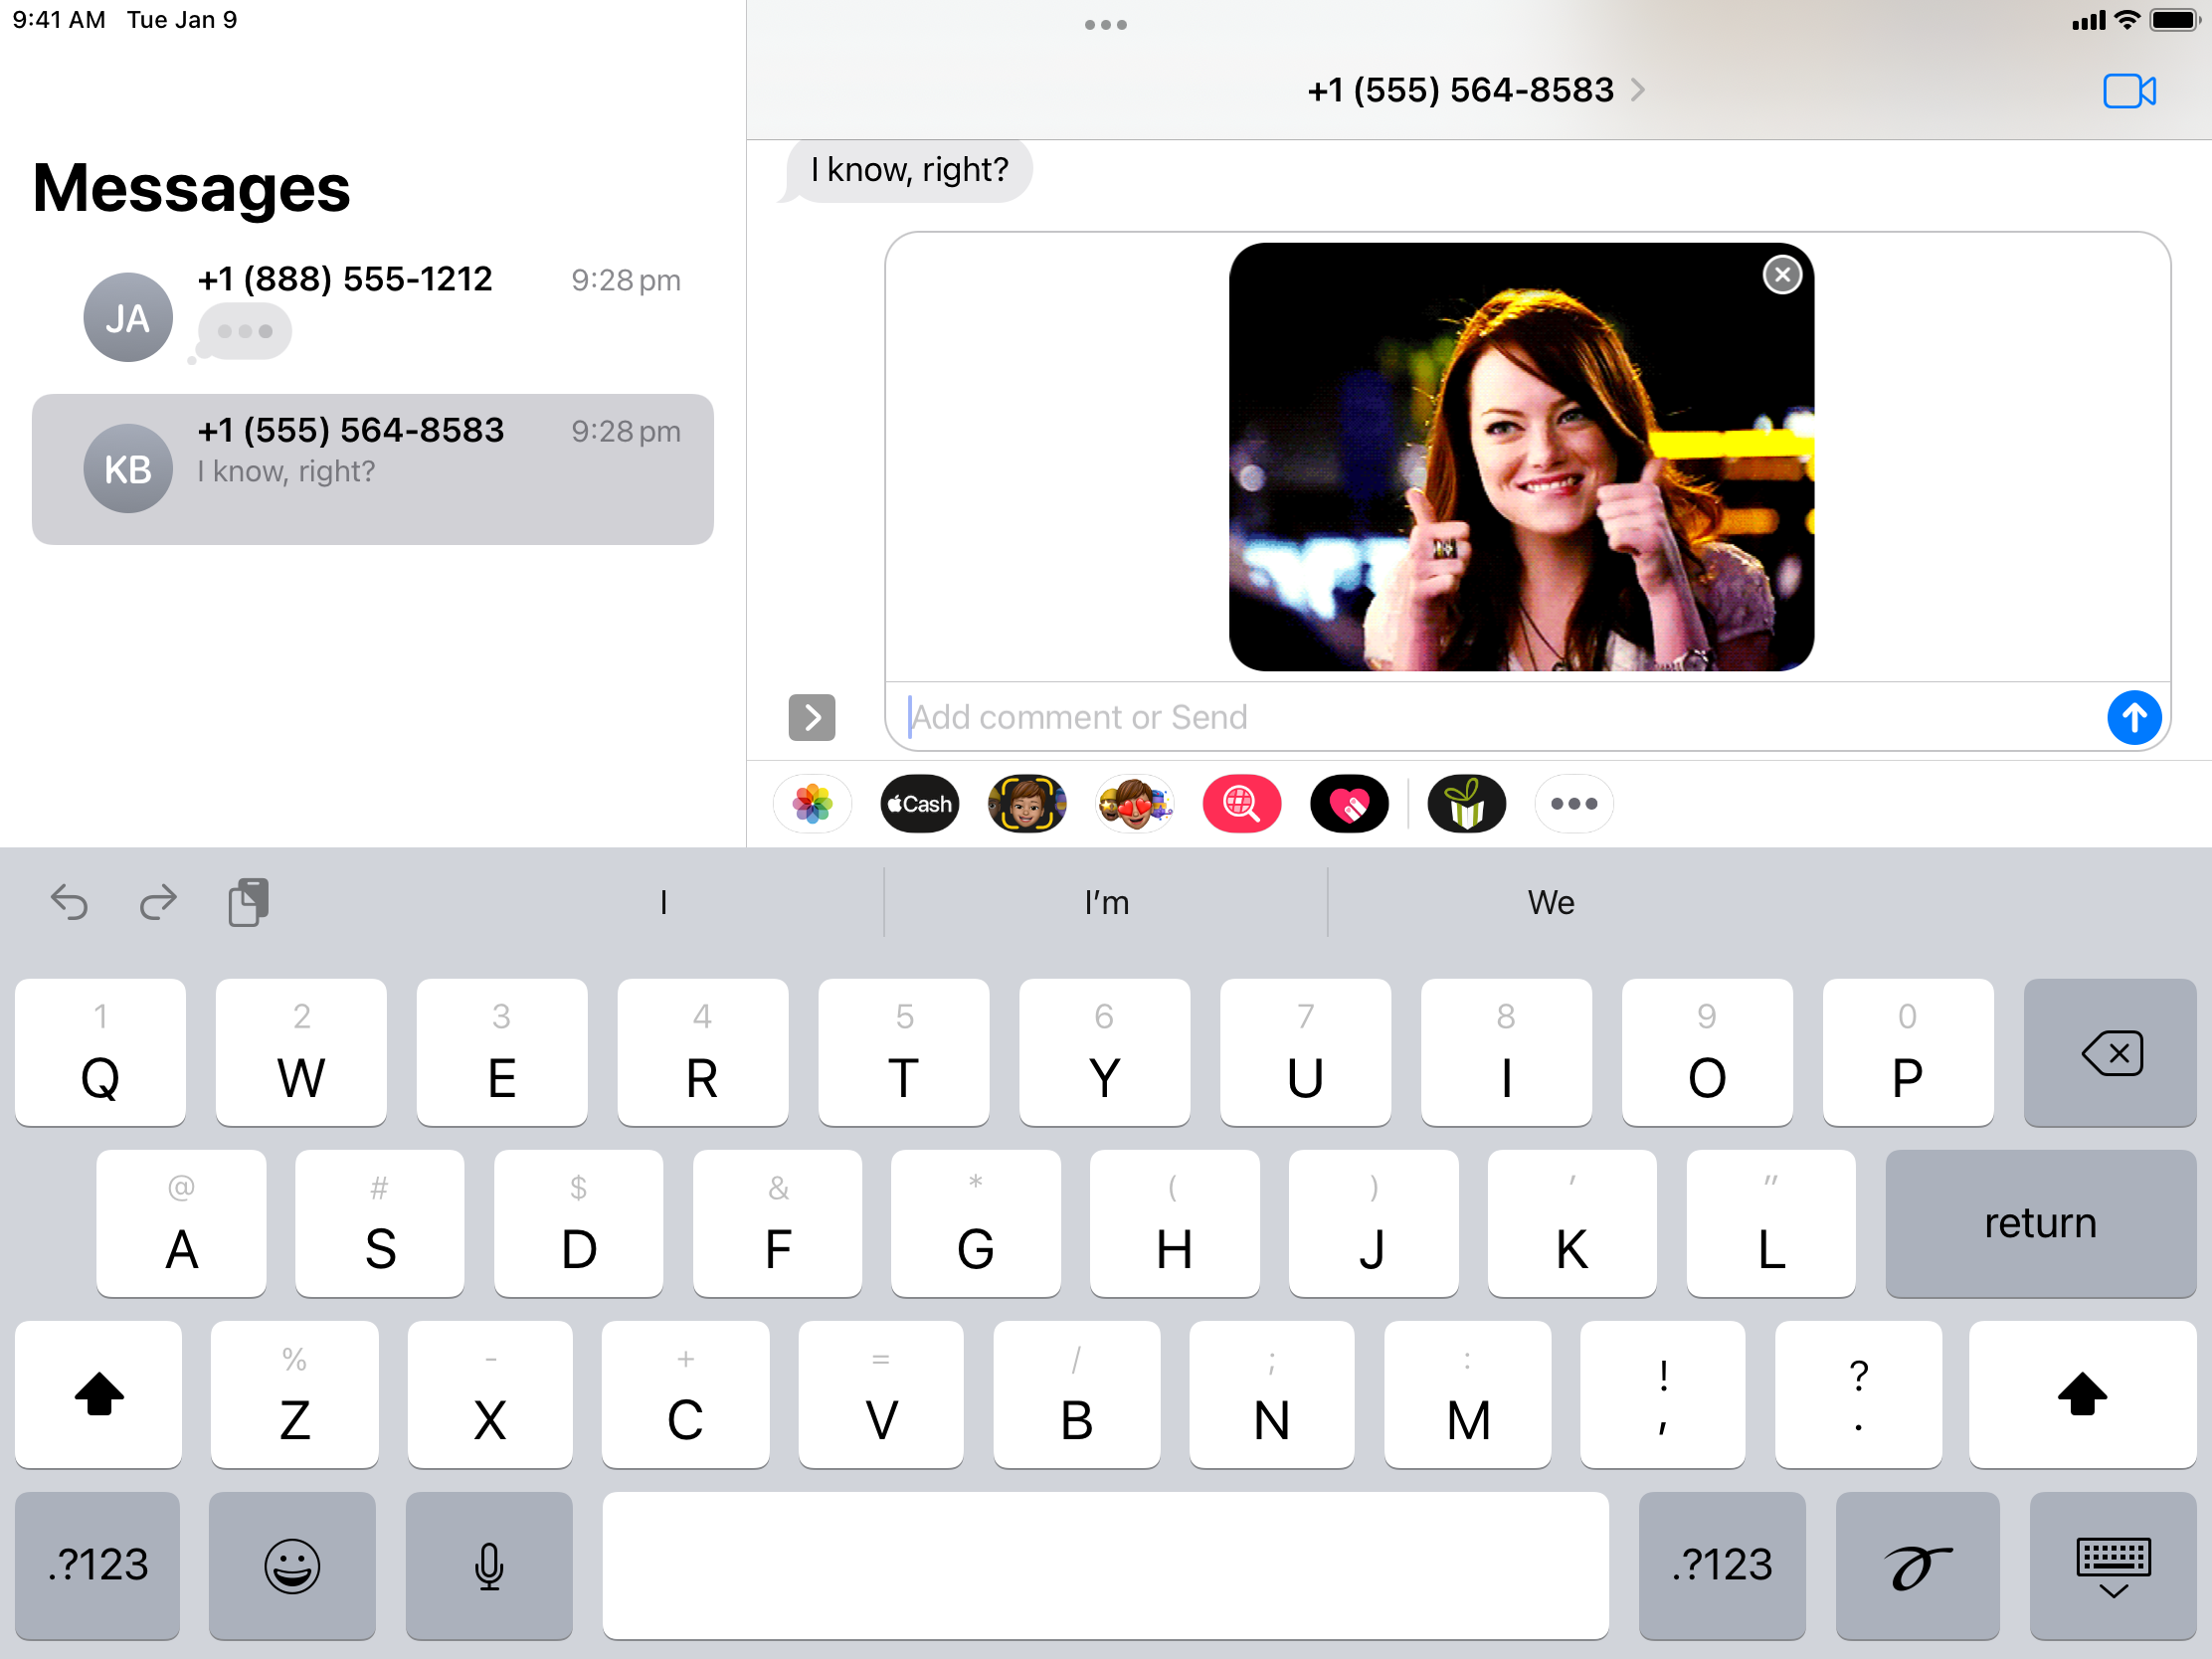 9:41 AM Tue Jan 9
Messages
JA
+1 (888) 555-1212 9:28 pm
KB
+1 (555) 564-8583 9:28 pm
I know, right?
+1 (555) 564-8583
I know, right?
Add comment or Send
Cash
I I’m We
1 2 3 4 5 6 7 8 9 0
Q W E R T Y U I O P
@ # $ & * ( ) ' "
A S D F G H J K L return
% - + = / ; : ! ?
Z X C V B N M , .
.?123 .?123